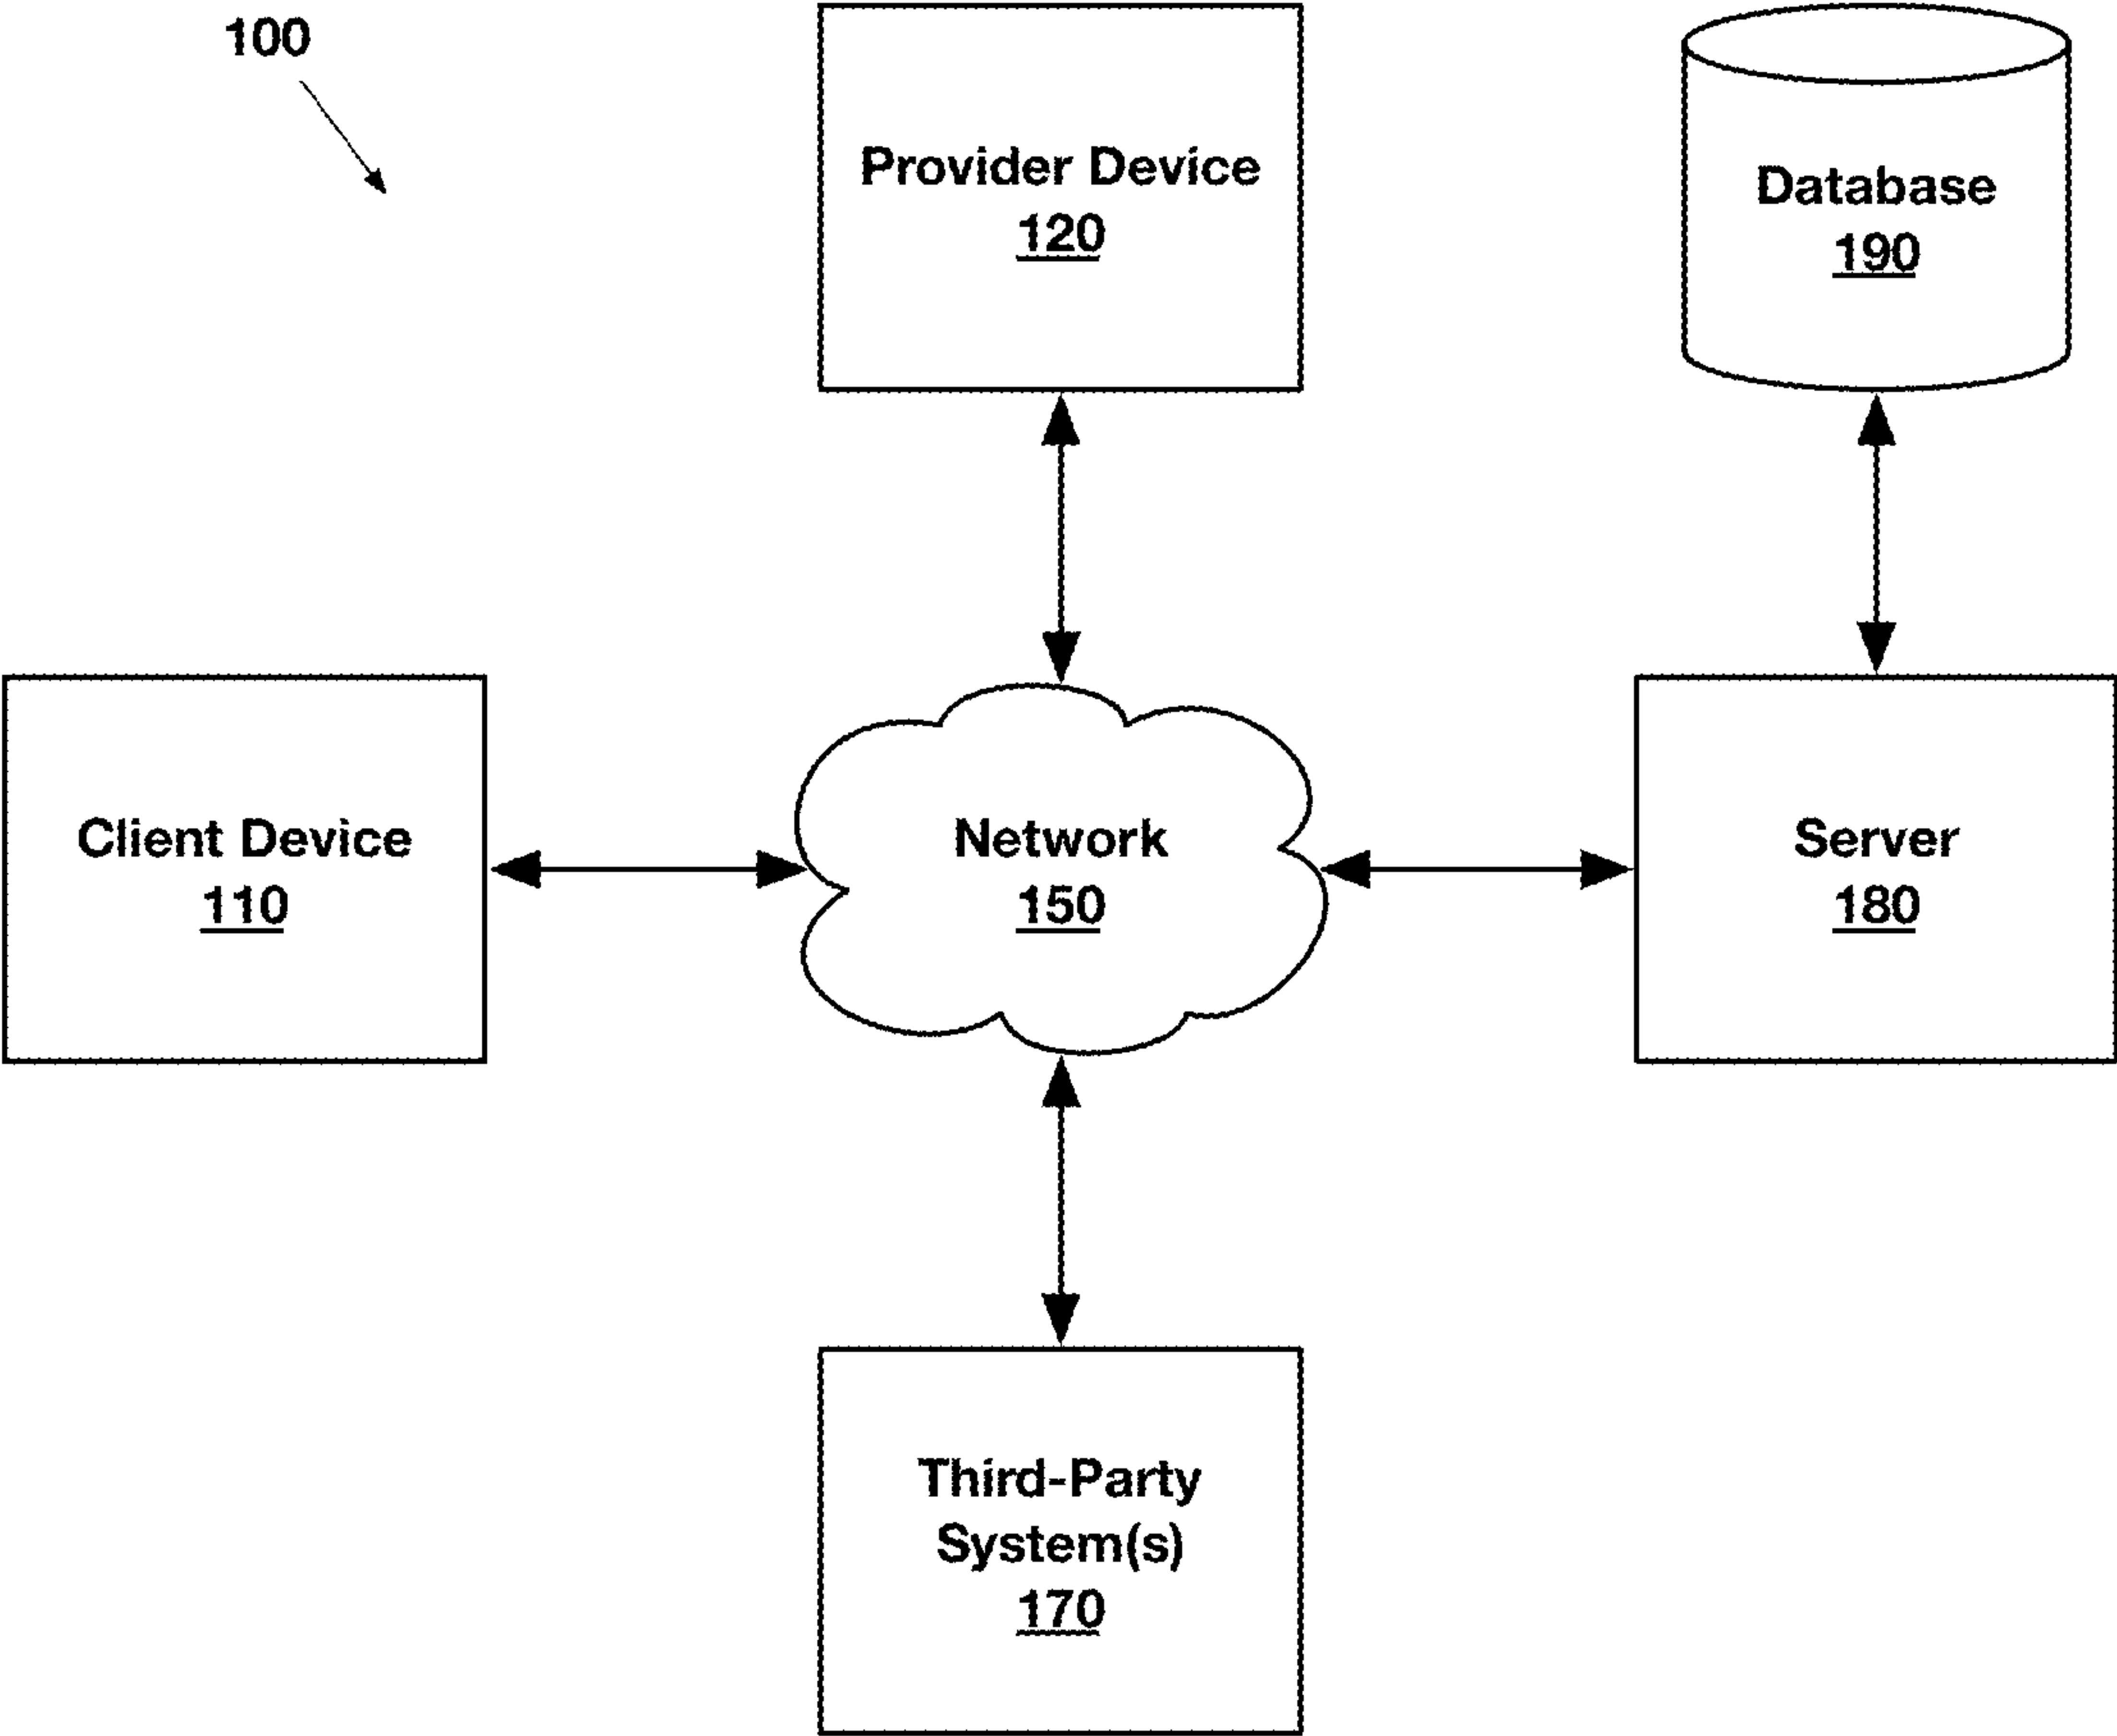 100
Provider Device
120
Database
190
Client Device
110
Network
150
Server
180
Third-Party
System(s)
170